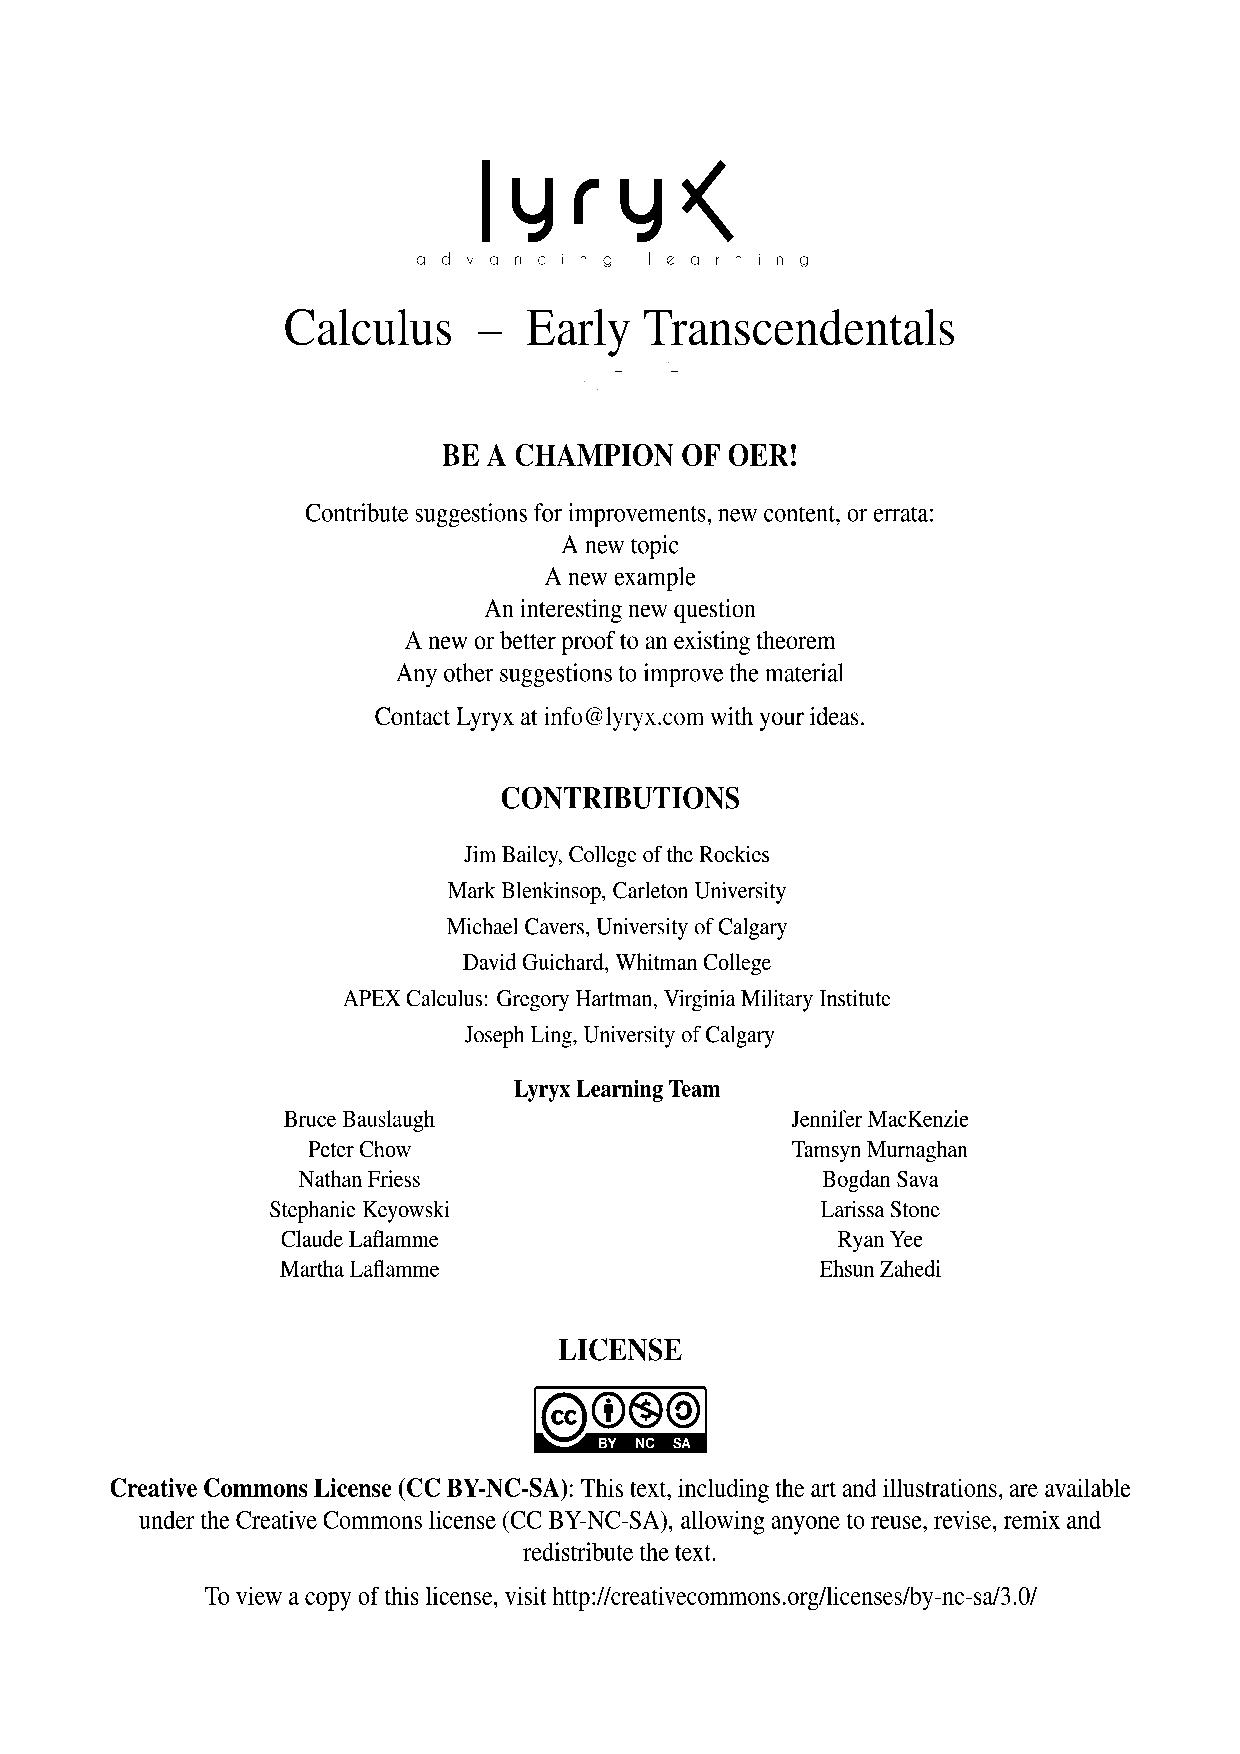 lyryx
advancing learning
Calculus – Early Transcendentals
BE A CHAMPION OF OER!
Contribute suggestions for improvements, new content, or errata:
A new topic
A new example
An interesting new question
A new or better proof to an existing theorem
Any other suggestions to improve the material
Contact Lyryx at info@lyryx.com with your ideas.
CONTRIBUTIONS
Jim Bailey, College of the Rockies
Mark Blenkinsop, Carleton University
Michael Cavers, University of Calgary
David Guichard, Whitman College
APEX Calculus: Gregory Hartman, Virginia Military Institute
Joseph Ling, University of Calgary
Lyryx Learning Team
Bruce Bauslaugh
Peter Chow
Nathan Friess
Stephanie Keyowski
Claude Laflamme
Martha Laflamme
Jennifer MacKenzie
Tamsyn Murnaghan
Bogdan Sava
Larissa Stone
Ryan Yee
Ehsun Zahedi
LICENSE
cc BY NC SA
Creative Commons License (CC BY-NC-SA): This text, including the art and illustrations, are available
under the Creative Commons license (CC BY-NC-SA), allowing anyone to reuse, revise, remix and
redistribute the text.
To view a copy of this license, visit http://creativecommons.org/licenses/by-nc-sa/3.0/